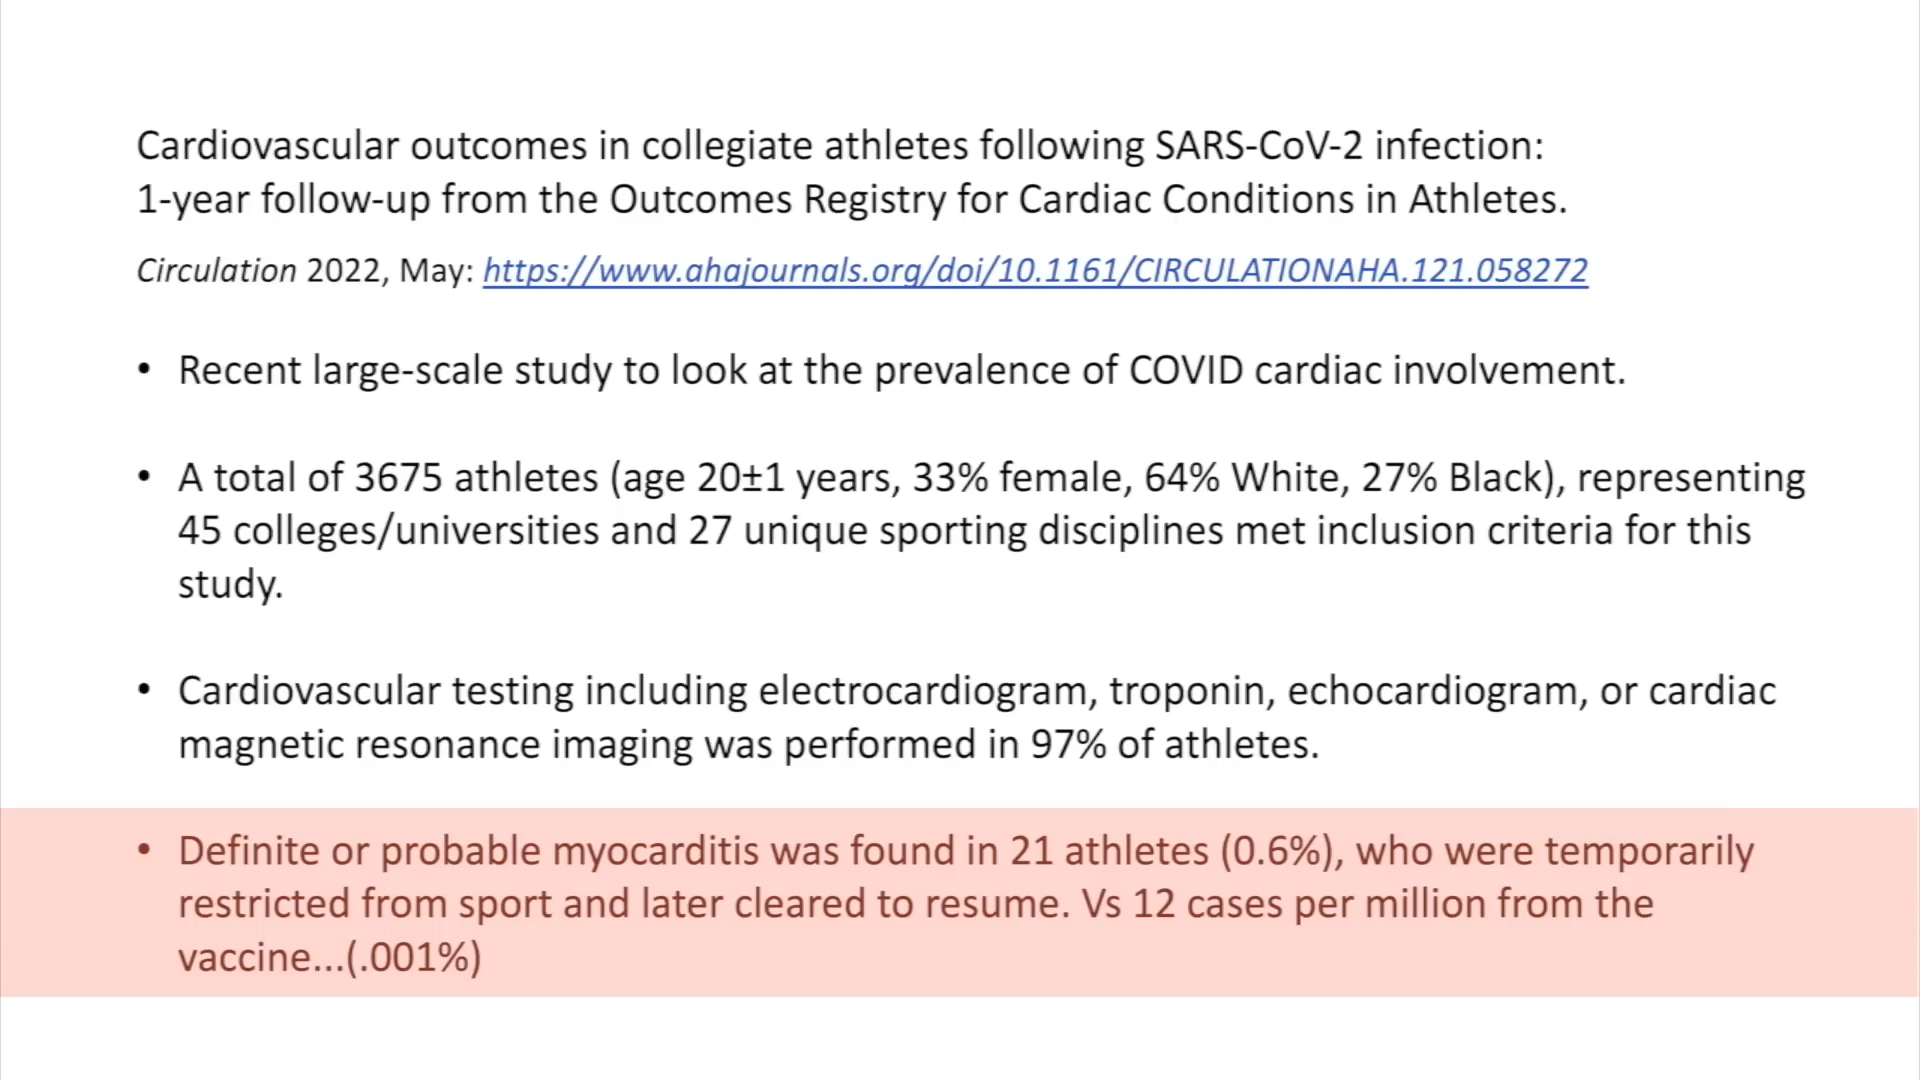 Cardiovascular outcomes in collegiate athletes following SARS-CoV-2 infection:
1-year follow-up from the Outcomes Registry for Cardiac Conditions in Athletes.
Circulation 2022, May: https://www.ahajournals.org/doi/10.1161/CIRCULATIONAHA.121.058272
• Recent large-scale study to look at the prevalence of COVID cardiac involvement.
• A total of 3675 athletes (age 20±1 years, 33% female, 64% White, 27% Black), representing
45 colleges/universities and 27 unique sporting disciplines met inclusion criteria for this
study.
• Cardiovascular testing including electrocardiogram, troponin, echocardiogram, or cardiac
magnetic resonance imaging was performed in 97% of athletes.
• Definite or probable myocarditis was found in 21 athletes (0.6%), who were temporarily
restricted from sport and later cleared to resume. Vs 12 cases per million from the
vaccine...(.001%)